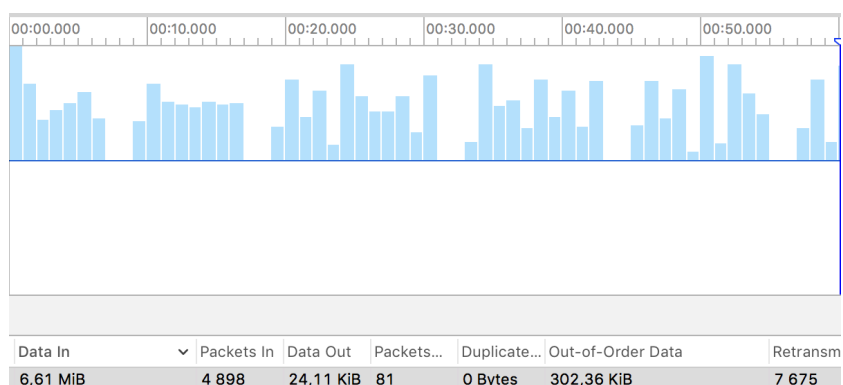 00:00.000 00:10.000 00:20.000 00:30.000 00:40.000 00:50.000
Data In Packets In Data Out Packets... Duplicate... Out-of-Order Data Retransm
6,61 MiB 4 898 24,11 KiB 81 0 Bytes 302,36 KiB 7 675